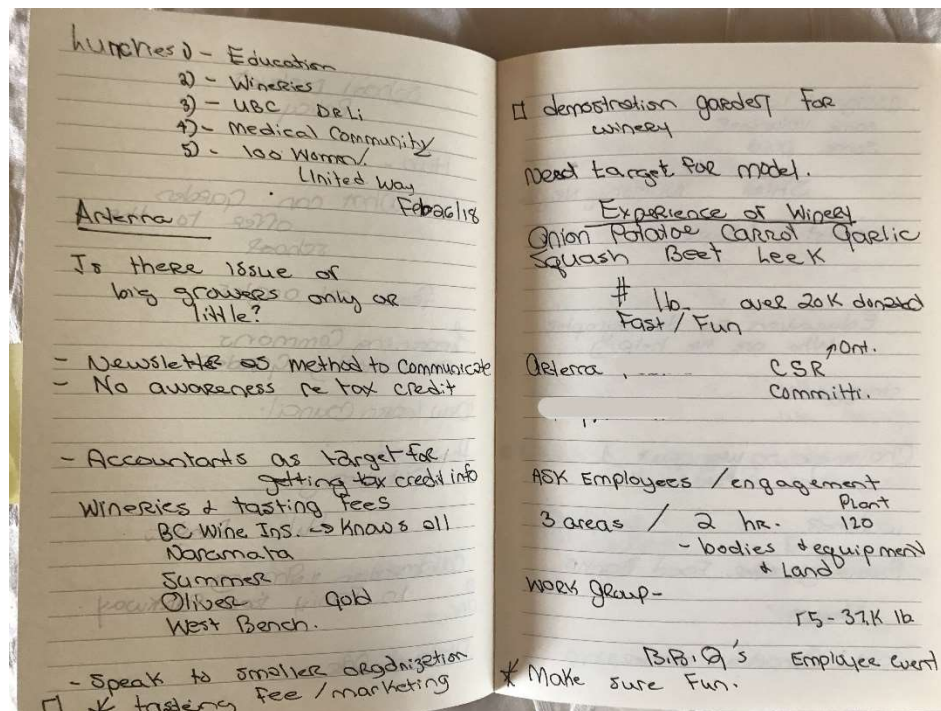 hunches 1) - Education
2) - Wineries
3) - UBC DeLi
4) - Medical Community
5) - 100 Women/
United Way
Feb 26/18
Arterra
Is there issue of
big growers only or
little?
- Newsletter as method to communicate
- No awareness re tax credit
- Accountants as target for
getting tax credit info
Wineries & tasting fees
BC Wine Ins. -> knows all
Naramata
Summer
Oliver Gold
West Bench.
- Speak to smaller organization
□ * tasting fee / marketing
□ demostration garden for
winery
Need target for model.
Experience of Winery
Onion Potatoe Carrot Garlic
Squash Beet Leek
# lb. over 20K donated
Fast / Fun
↗Ont.
Arterra, ...... CSR
Committi.
ASK Employees / engagement
Plant
3 areas / 2 hr. 120
- bodies & equipment
& Land
Work group -
lb
B.B.Q's Employee event
* Make sure Fun.